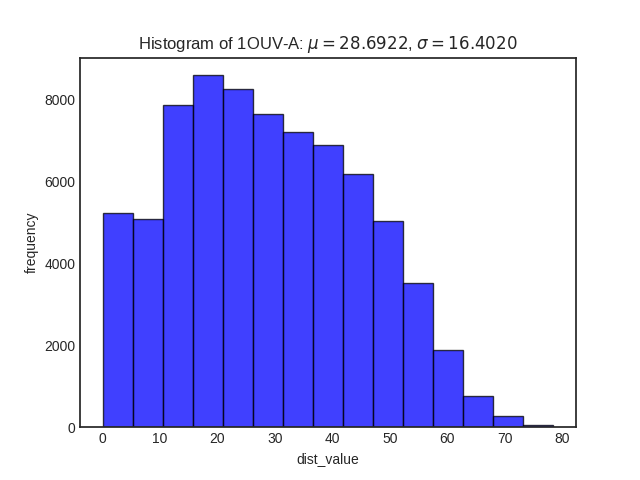 Histogram of 1OUV-A: μ = 28.6922, σ = 16.4020
8000
6000
4000
2000
0
frequency
0 10 20 30 40 50 60 70 80
dist_value